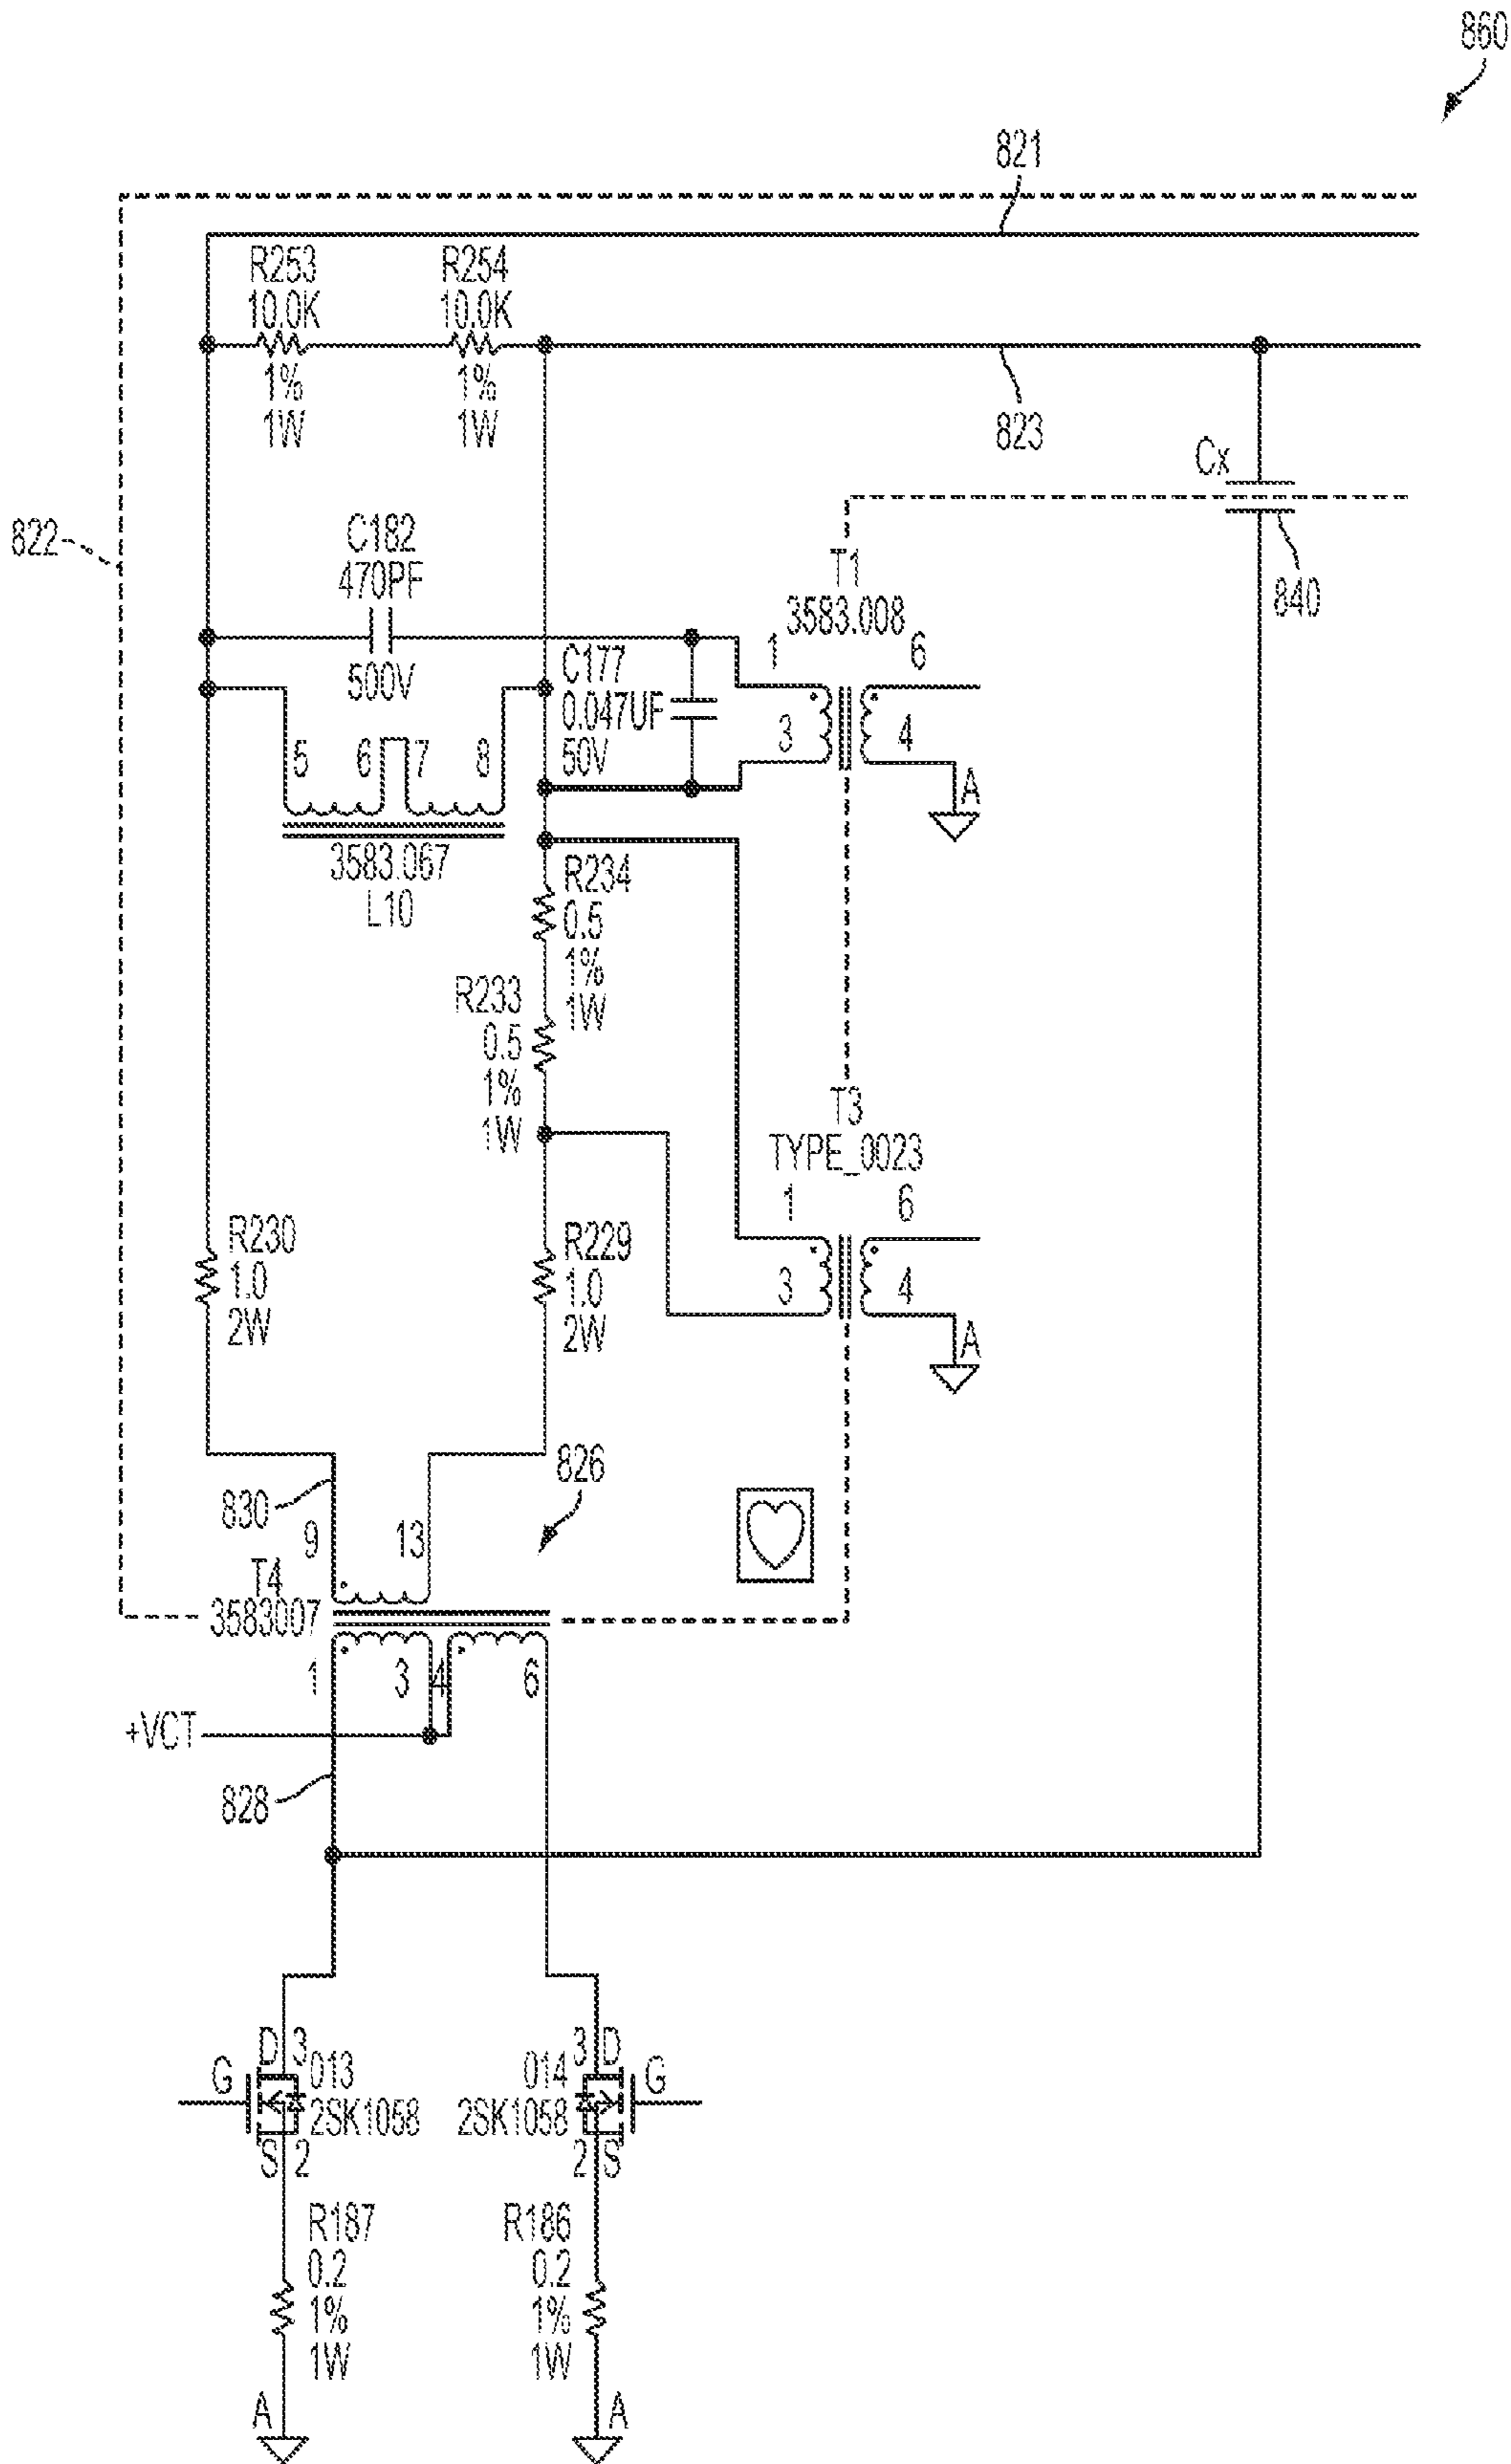 860
821
R253
10.0K
1%
1W
R254
10.0K
1%
1W
823
Cx
840
822
C182
470PF
500V
T1
3583.008
1
6
3
4
A
C177
0.047UF
50V
5
6
7
8
3583.067
L10
R234
0.5
1%
1W
R233
0.5
1%
1W
T3
TYPE_0023
1
6
3
4
A
R230
1.0
2W
R229
1.0
2W
826
830
9
13
T4
3583007
1
3
4
6
+VCT
828
G
D
3
013
2SK1058
S
2
3
D
014
2SK1058
G
2
S
R187
0.2
1%
1W
A
R186
0.2
1%
1W
A